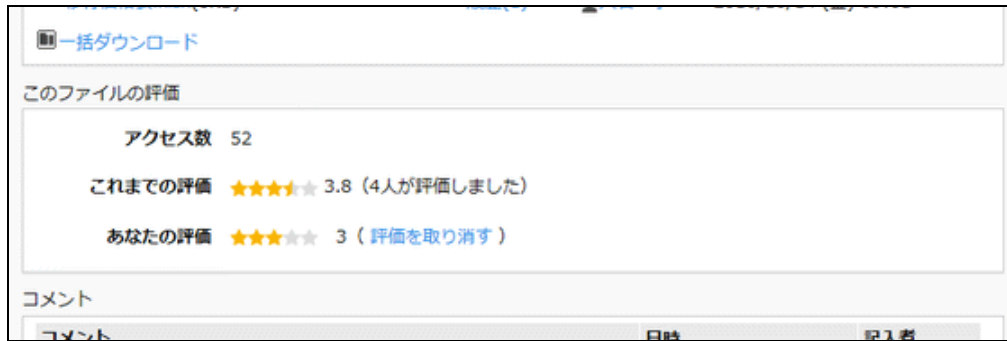 一括ダウンロード
このファイルの評価
アクセス数 52
これまでの評価 3.8（4人が評価しました）
あなたの評価 3（評価を取り消す）
コメント
コメント 日時 記入者